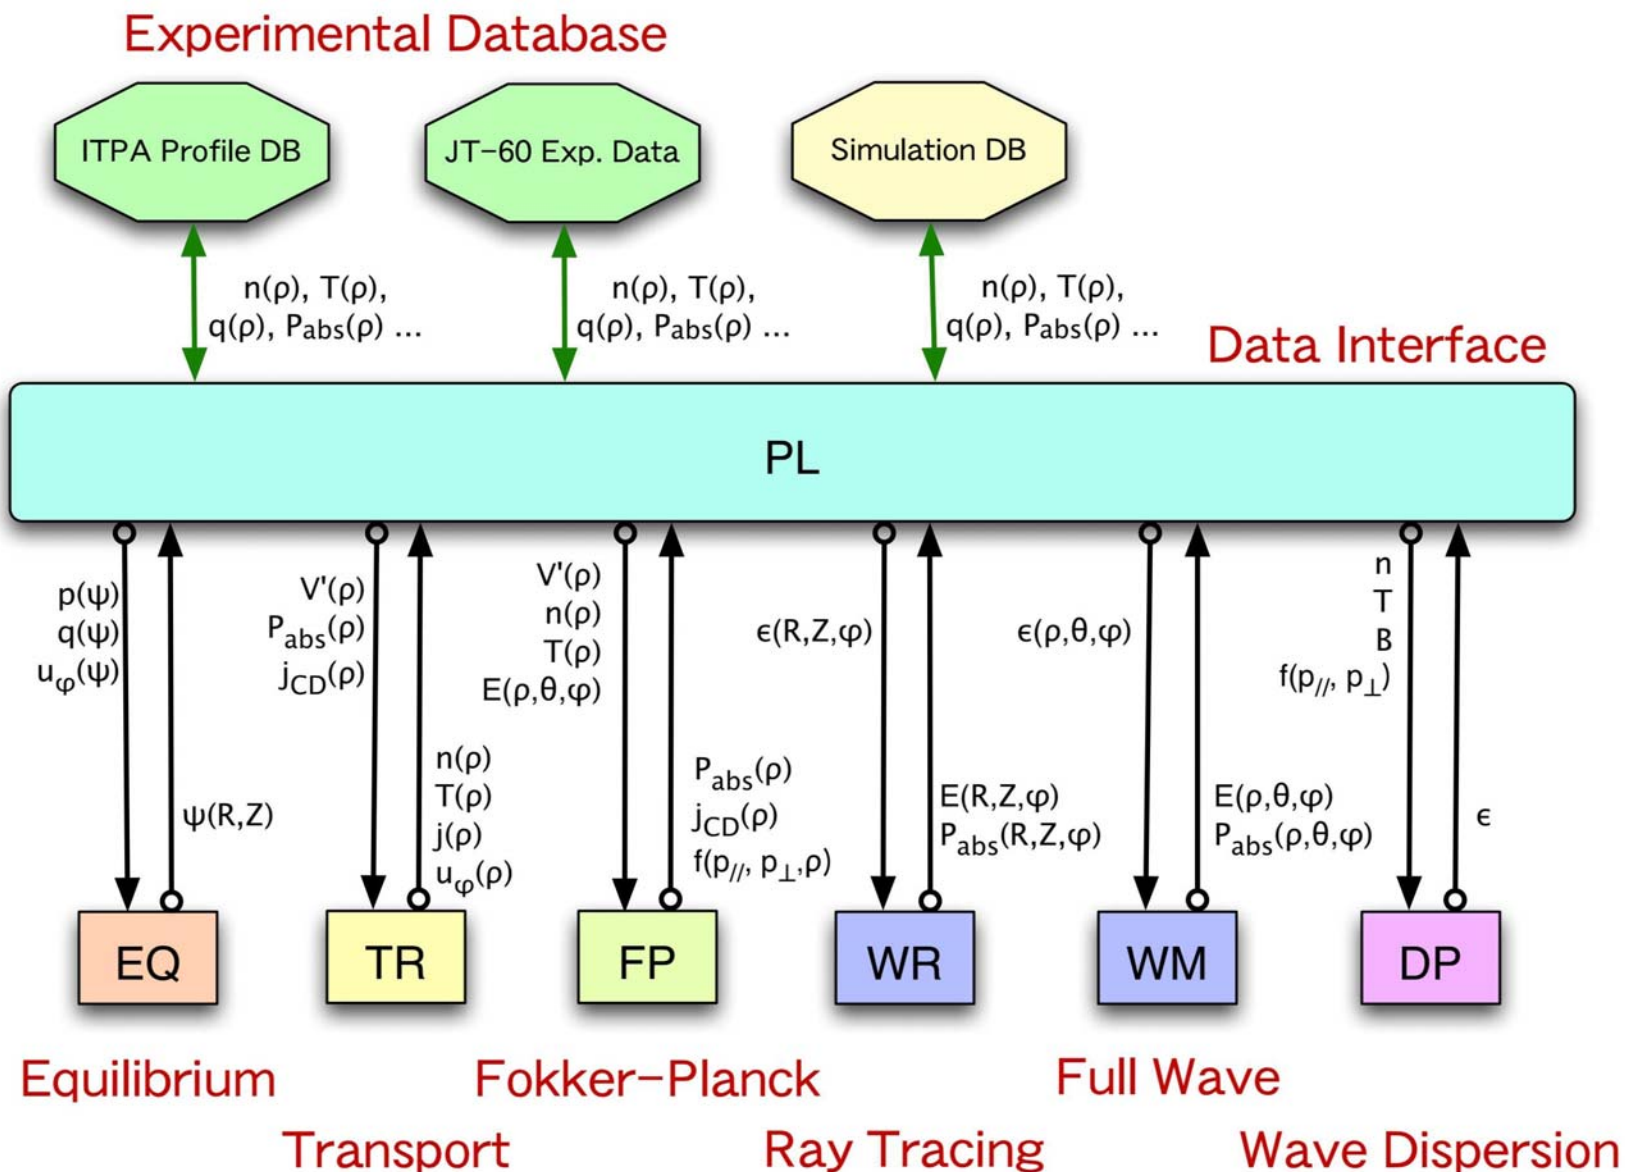 Experimental Database
ITPA Profile DB
JT-60 Exp. Data
Simulation DB
n(ρ), T(ρ),
q(ρ), Pabs(ρ) ...
n(ρ), T(ρ),
q(ρ), Pabs(ρ) ...
n(ρ), T(ρ),
q(ρ), Pabs(ρ) ...
Data Interface
PL
p(ψ)
q(ψ)
uφ(ψ)
ψ(R,Z)
V'(ρ)
Pabs(ρ)
jCD(ρ)
n(ρ)
T(ρ)
j(ρ)
uφ(ρ)
V'(ρ)
n(ρ)
T(ρ)
E(ρ,θ,φ)
Pabs(ρ)
jCD(ρ)
f(p//, p⊥,ρ)
ϵ(R,Z,φ)
E(R,Z,φ)
Pabs(R,Z,φ)
ϵ(ρ,θ,φ)
E(ρ,θ,φ)
Pabs(ρ,θ,φ)
n
T
B
f(p//, p⊥)
ϵ
EQ
TR
FP
WR
WM
DP
Equilibrium
Transport
Fokker-Planck
Ray Tracing
Full Wave
Wave Dispersion